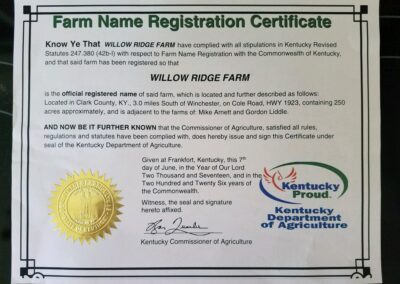 Farm Name Registration Certificate
Know Ye That WILLOW RIDGE FARM have complied with all stipulations in Kentucky Revised
Statutes 247.380 (42b-l) with respect to Farm Name Registration with the Commonwealth of Kentucky,
and that said farm has been registered so that
WILLOW RIDGE FARM
is the official registered name of said farm, which is located and further described as follows:
Located in Clark County, KY., 3.0 miles South of Winchester, on Cole Road, HWY 1923, containing 250
acres approximately, and is adjacent to the farms of: Mike Arnett and Gordon Liddle.
AND NOW BE IT FURTHER KNOWN that the Commissioner of Agriculture, satisfied all rules,
regulations and statutes have been complied with, does hereby issue and sign this Certificate under
seal of the Kentucky Department of Agriculture.
Given at Frankfort, Kentucky, this 7th
day of June, in the Year of Our Lord
Two Thousand and Seventeen, and in the
Two Hundred and Twenty Six years of
the Commonwealth.
Witness, the seal and signature
hereto affixed.
Kentucky Commissioner of Agriculture
Kentucky
Proud
Kentucky
Department
of Agriculture